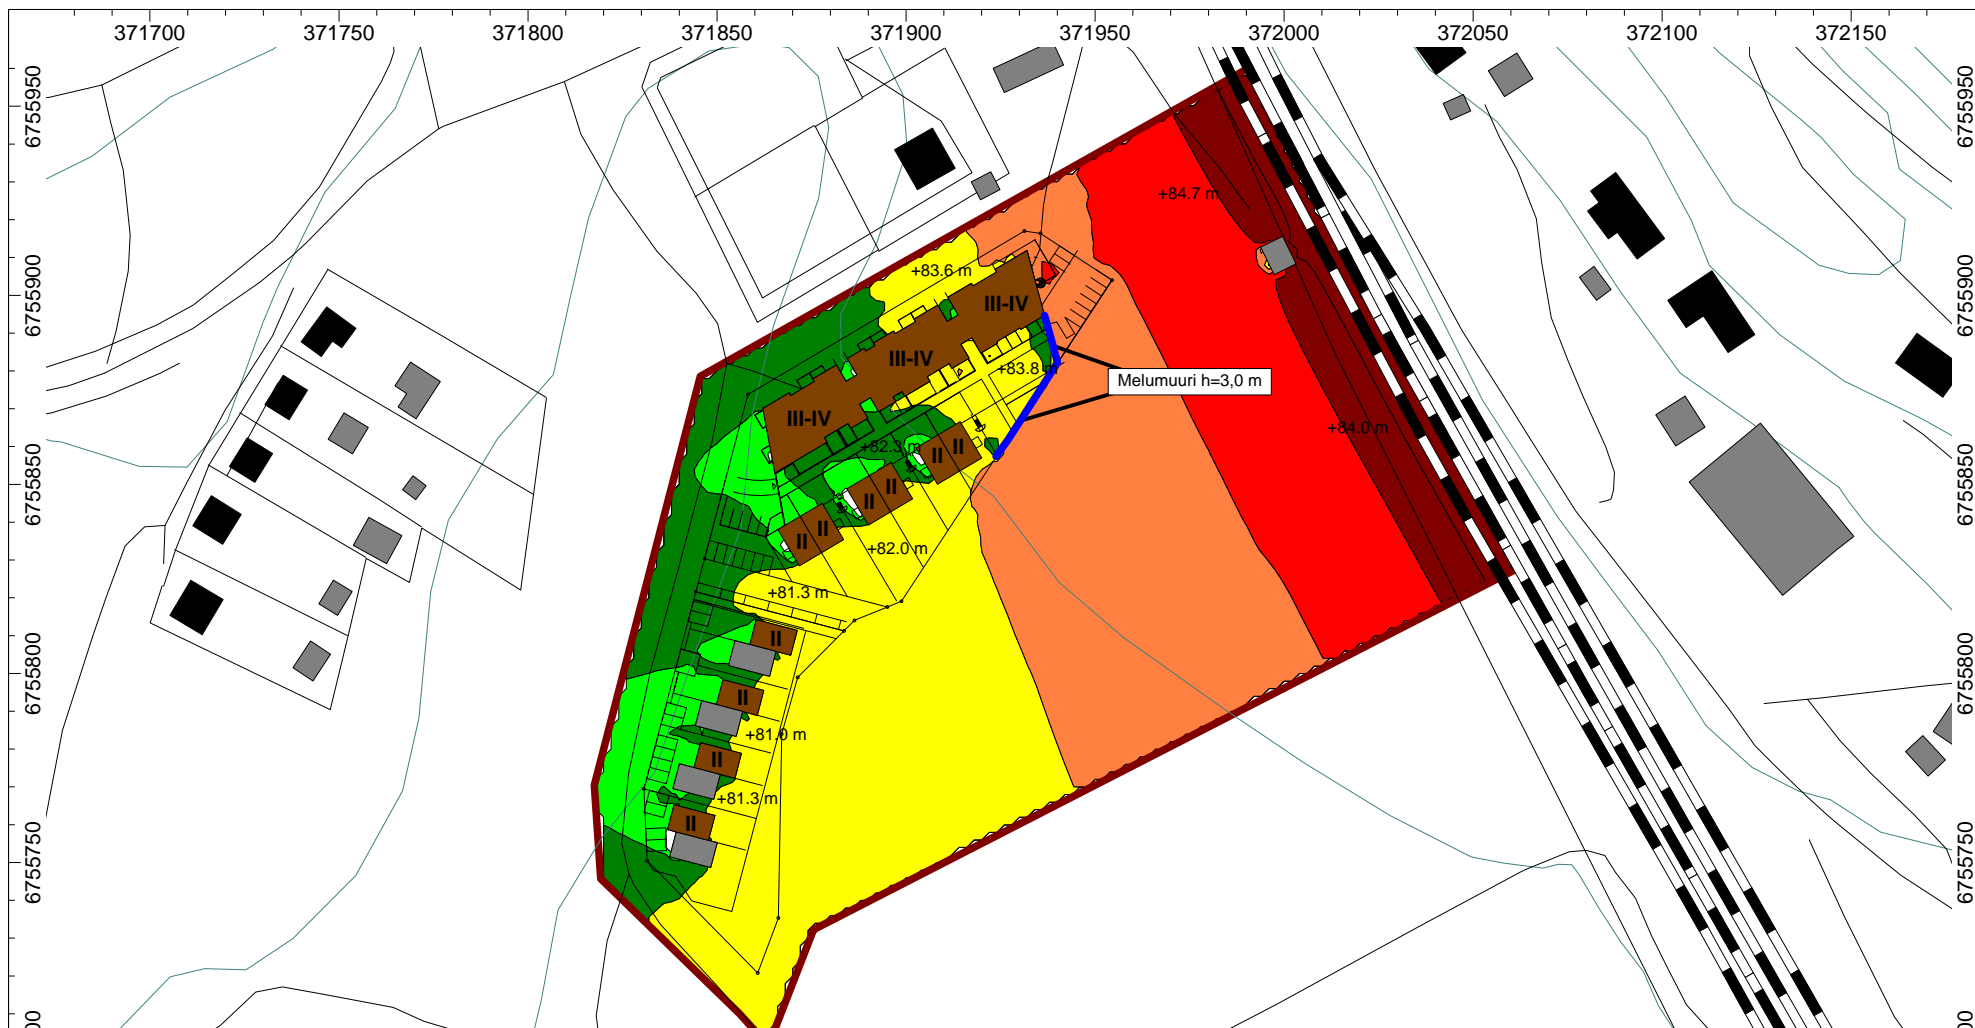 371700 371750 371800 371850 371900 371950 372000 372050 372100 372150
6755950 6755950
+84.7 m
6755900 6755900
+83.6 m
III-IV
III-IV
+83.8 m
Melumuuri h=3,0 m
III-IV
+84.0 m
+82.3 m
II II
6755850 6755850
II II
II II
+82.0 m
+81.3 m
6755800 6755800
II
II
+81.0 m
II
+81.3 m
II
6755750 6755750